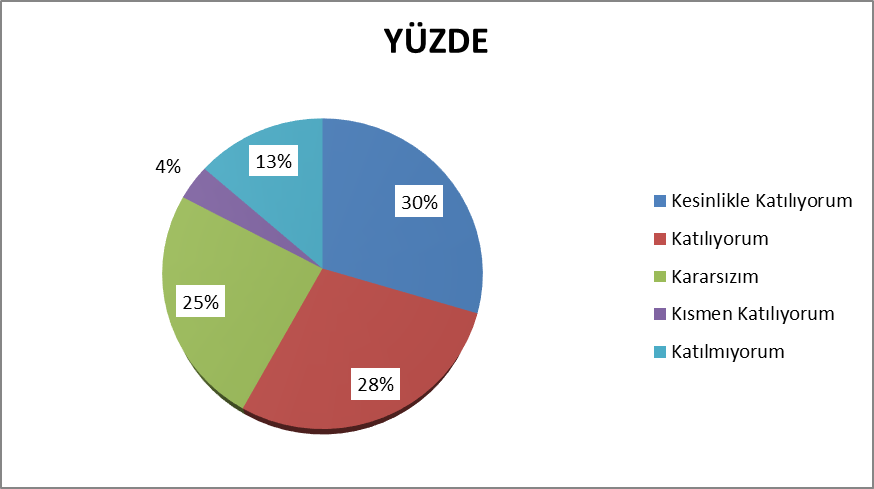 YÜZDE
4%
13%
30%
25%
28%
Kesinlikle Katılıyorum
Katılıyorum
Kararsızım
Kısmen Katılıyorum
Katılmıyorum